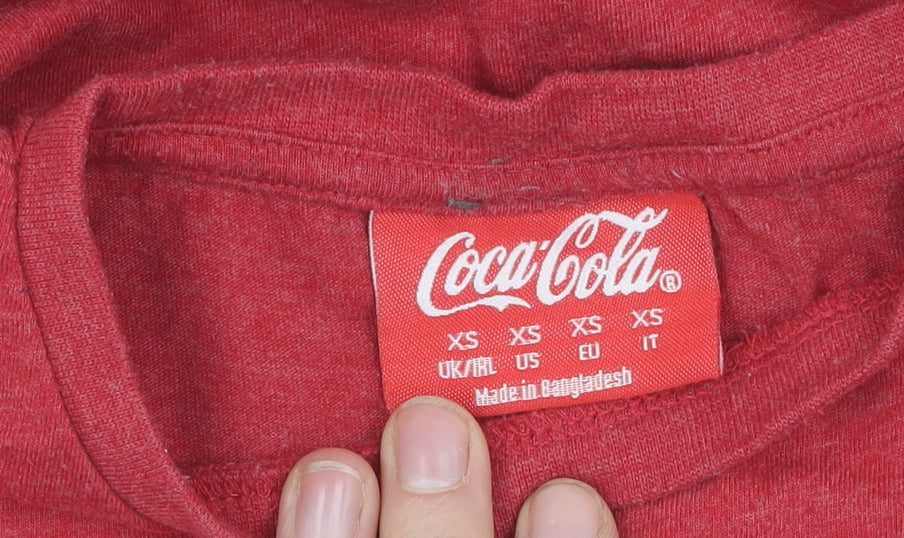 Coca-Cola®
XS XS XS XS
UK/IRL US EU IT
Made in Bangladesh